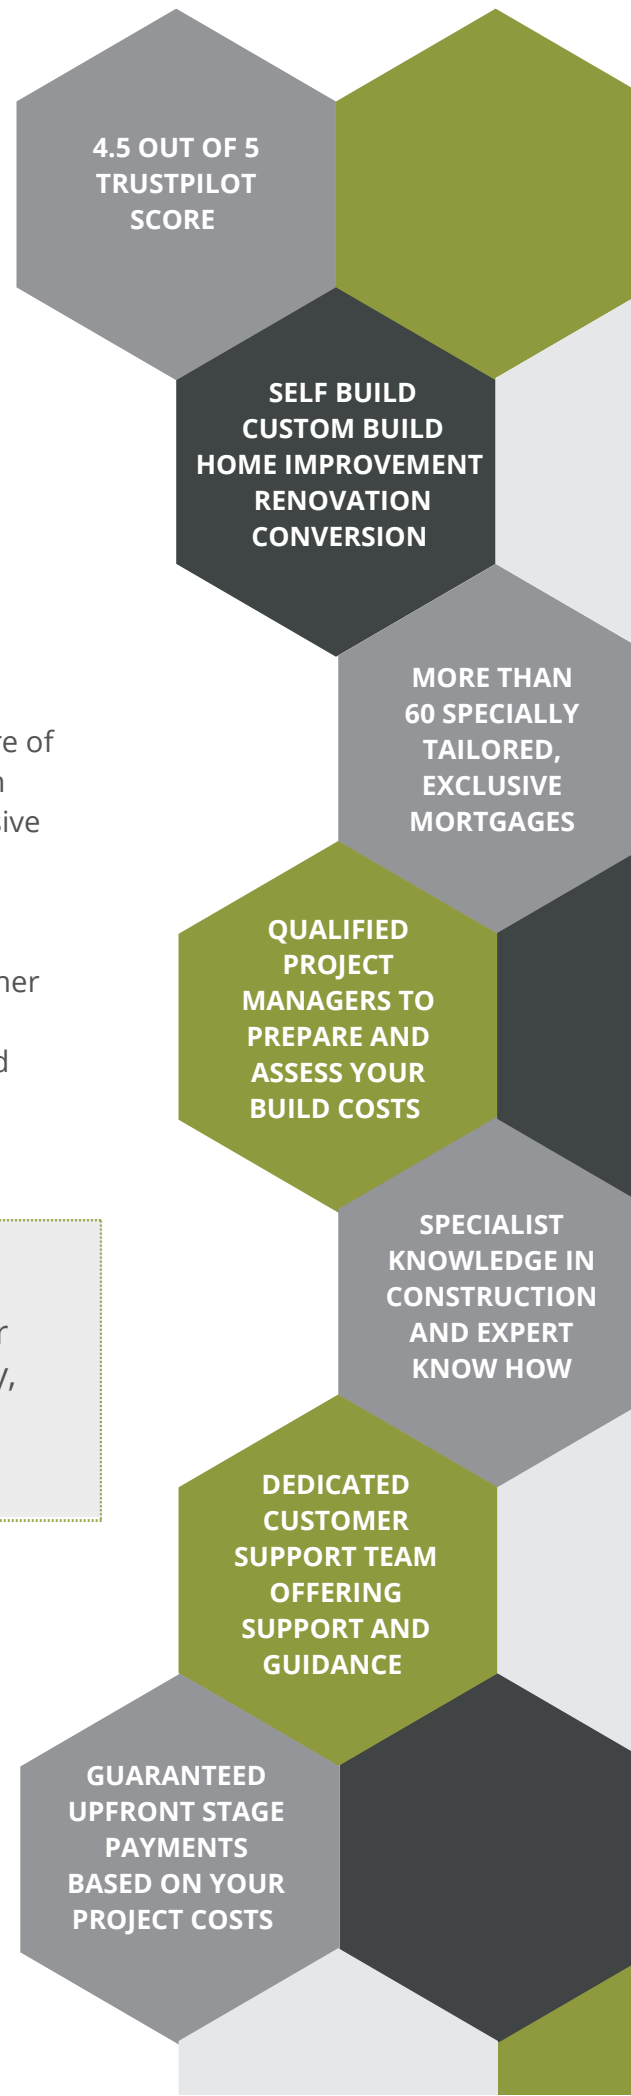 4.5 OUT OF 5
TRUSTPILOT
SCORE
SELF BUILD
CUSTOM BUILD
HOME IMPROVEMENT
RENOVATION
CONVERSION
MORE THAN
60 SPECIALLY
TAILORED,
EXCLUSIVE
MORTGAGES
of
QUALIFIED
PROJECT
MANAGERS TO
PREPARE AND
ASSESS YOUR
BUILD COSTS
SPECIALIST
KNOWLEDGE IN
CONSTRUCTION
AND EXPERT
KNOW HOW
DEDICATED
CUSTOMER
SUPPORT TEAM
OFFERING
SUPPORT AND
GUIDANCE
GUARANTEED
UPFRONT STAGE
PAYMENTS
BASED ON YOUR
PROJECT COSTS